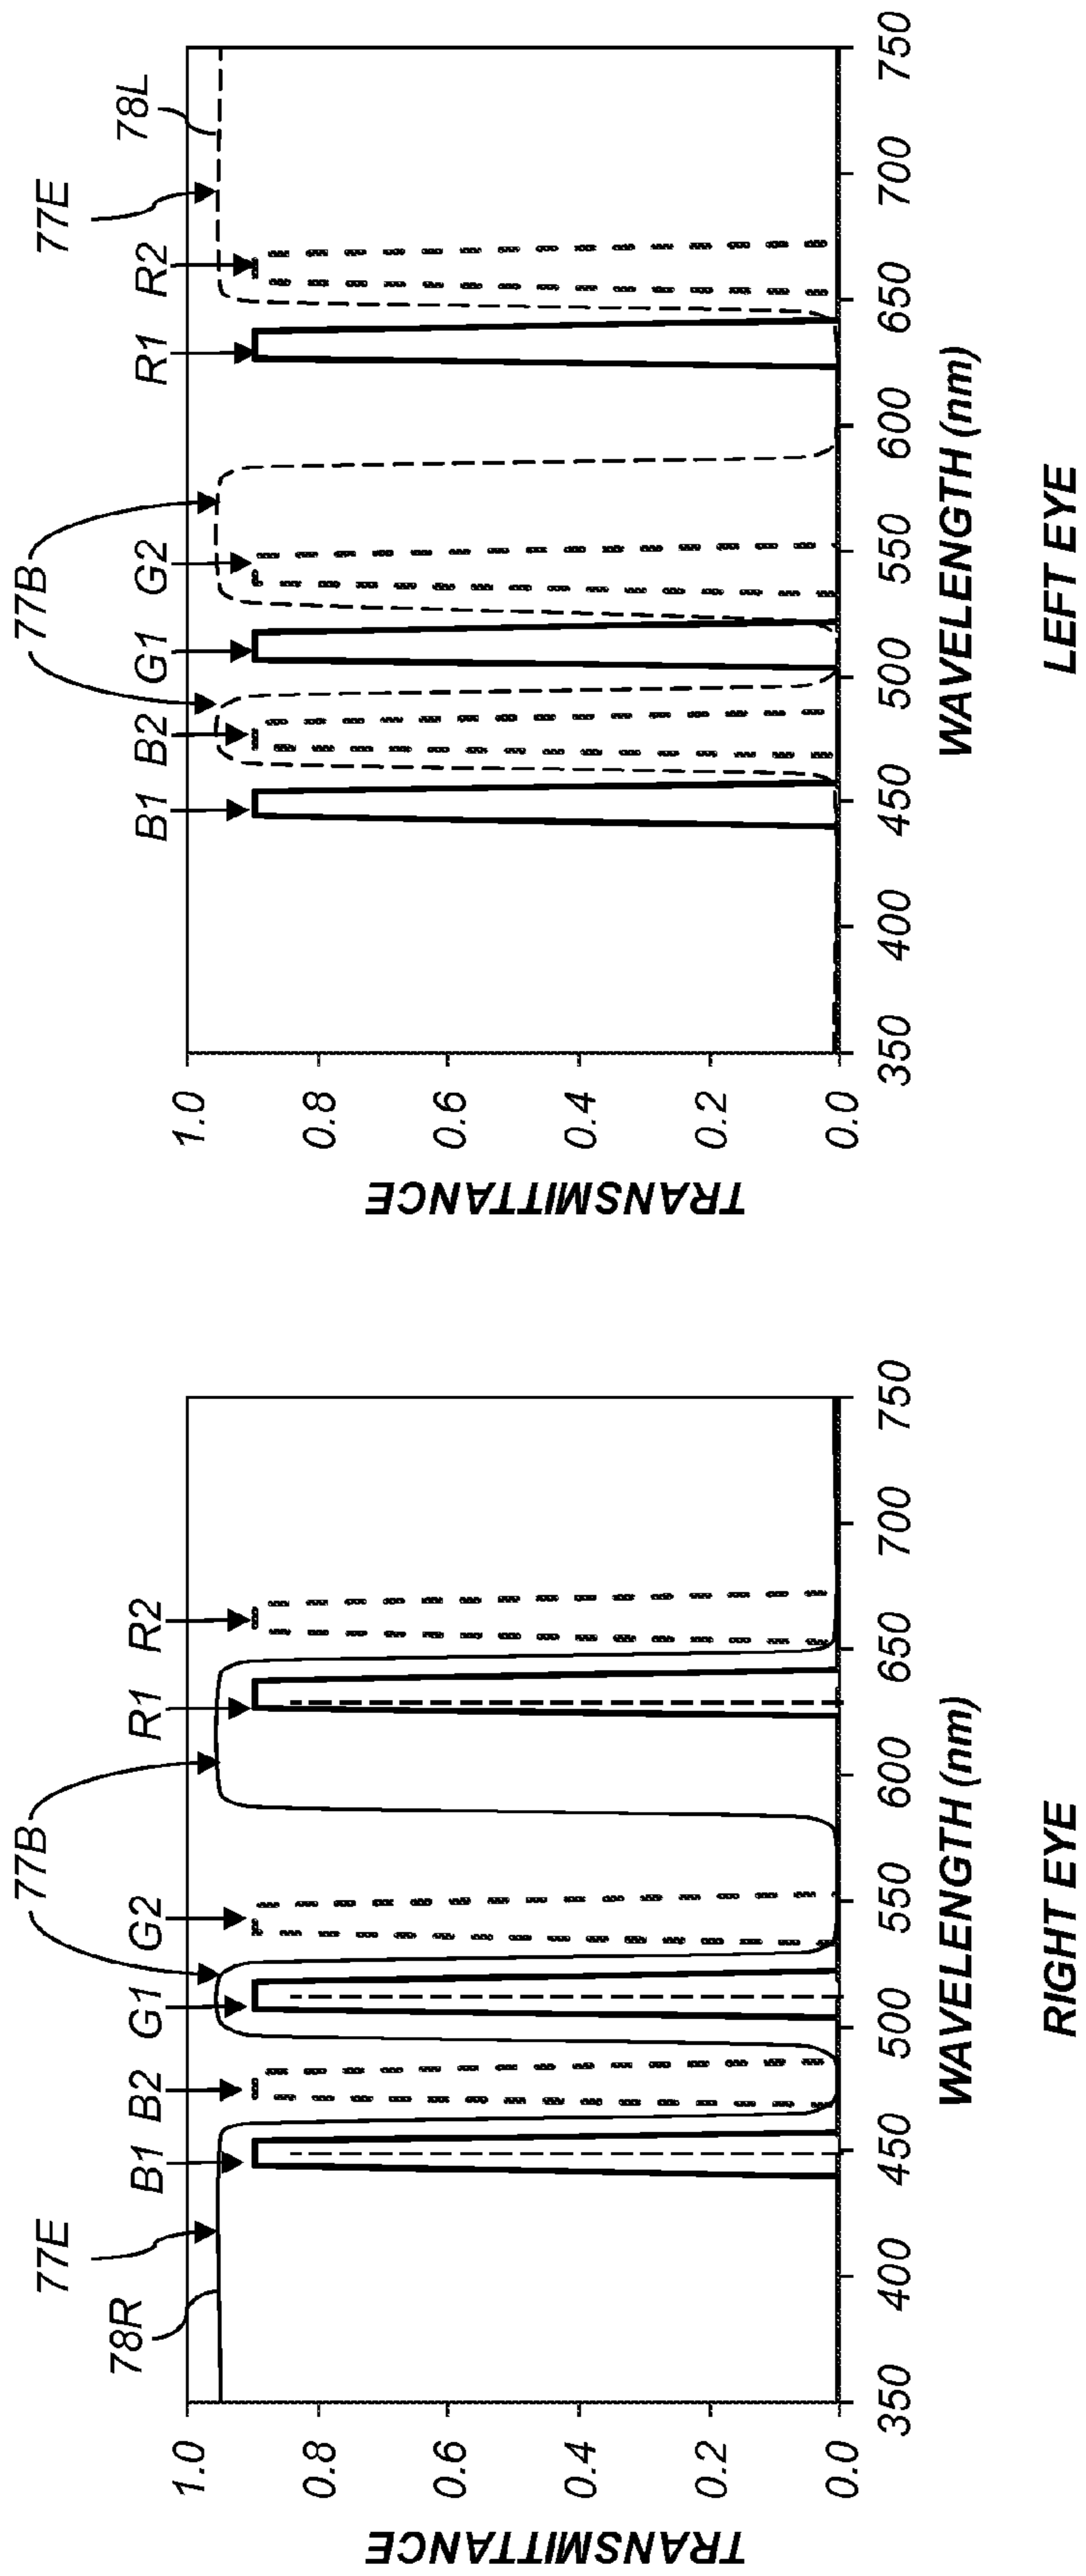 77E
77B
78R
B1
B2
G1
G2
R1
R2
TRANSMITTANCE
1.0
0.8
0.6
0.4
0.2
0.0
350
400
450
500
550
600
650
700
750
WAVELENGTH (nm)
RIGHT EYE
77B
77E
78L
B1
B2
G1
G2
R1
R2
TRANSMITTANCE
1.0
0.8
0.6
0.4
0.2
0.0
350
400
450
500
550
600
650
700
750
WAVELENGTH (nm)
LEFT EYE